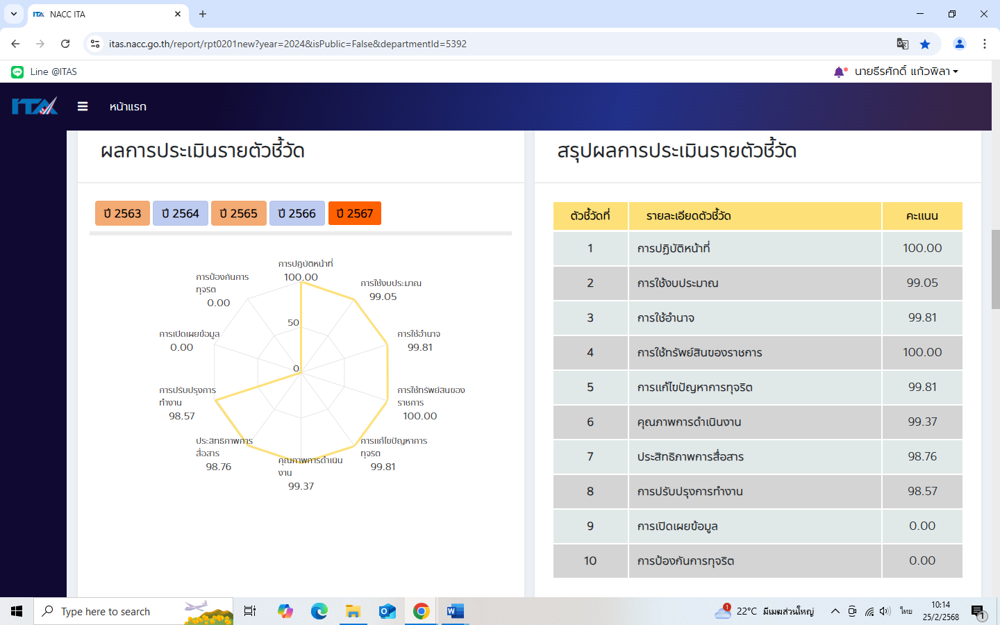 NACC ITA
itas.nacc.go.th/report/rpt0201new?year=2024&isPublic=False&departmentId=5392
Line @ITAS
นายธีรศักดิ์ แก้วพิลา
ITA
หน้าแรก
ผลการประเมินรายตัวชี้วัด
ปี 2563 ปี 2564 ปี 2565 ปี 2566 ปี 2567
การปฏิบัติหน้าที่
100.00
การใช้งบประมาณ
99.05
การใช้อำนาจ
99.81
การใช้ทรัพย์สินของ
ราชการ
100.00
การแก้ไขปัญหาการ
ทุจริต
99.81
คุณภาพการดำเนิน
งาน
99.37
ประสิทธิภาพการ
สื่อสาร
98.76
การปรับปรุงการ
ทำงาน
98.57
การเปิดเผยข้อมูล
0.00
การป้องกันการ
ทุจริต
0.00
50
0
สรุปผลการประเมินรายตัวชี้วัด
ตัวชี้วัดที่ รายละเอียดตัวชี้วัด คะแนน
1 การปฏิบัติหน้าที่ 100.00
2 การใช้งบประมาณ 99.05
3 การใช้อำนาจ 99.81
4 การใช้ทรัพย์สินของราชการ 100.00
5 การแก้ไขปัญหาการทุจริต 99.81
6 คุณภาพการดำเนินงาน 99.37
7 ประสิทธิภาพการสื่อสาร 98.76
8 การปรับปรุงการทำงาน 98.57
9 การเปิดเผยข้อมูล 0.00
10 การป้องกันการทุจริต 0.00
Type here to search
1
22°C มีเมฆส่วนใหญ่
ไทย
10:14
25/2/2568
1